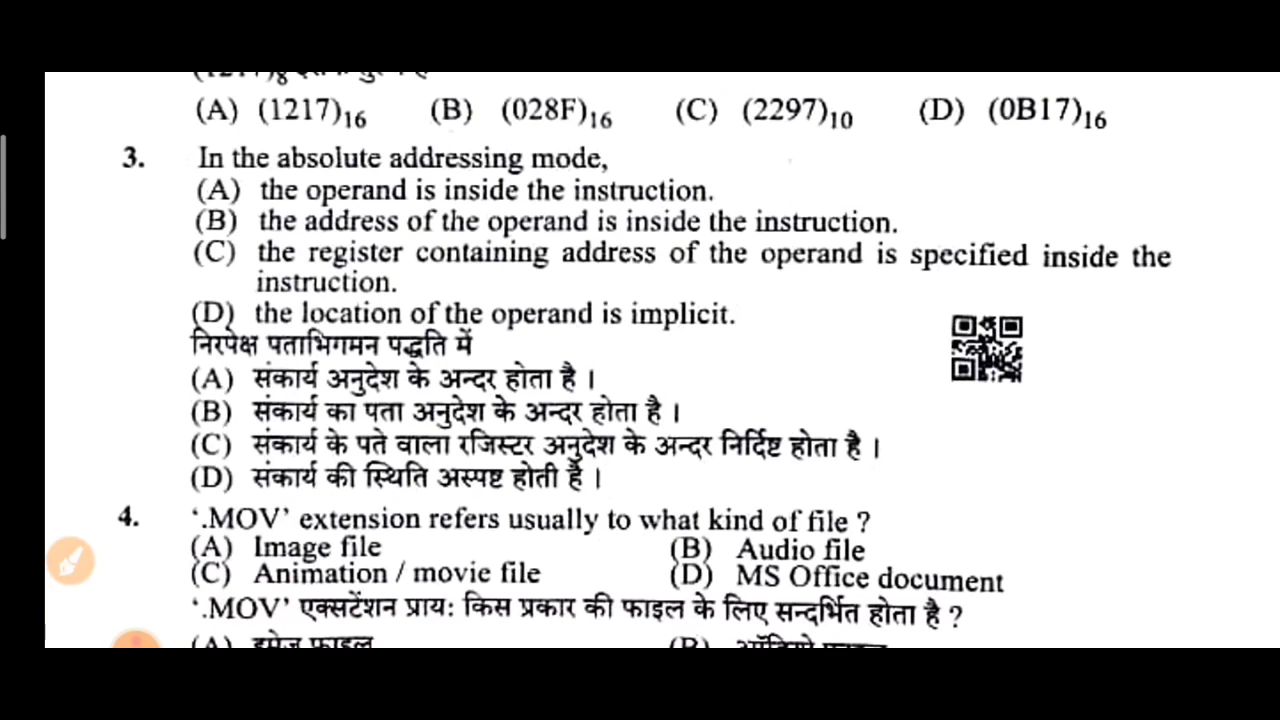 (A) (1217)16 (B) (028F)16 (C) (2297)10 (D) (0B17)16
3. In the absolute addressing mode,
(A) the operand is inside the instruction.
(B) the address of the operand is inside the instruction.
(C) the register containing address of the operand is specified inside the
instruction.
(D) the location of the operand is implicit.
निरपेक्ष पताभिगमन पद्धति में
(A) संकार्य अनुदेश के अन्दर होता है ।
(B) संकार्य का पता अनुदेश के अन्दर होता है ।
(C) संकार्य के पते वाला रजिस्टर अनुदेश के अन्दर निर्दिष्ट होता है ।
(D) संकार्य की स्थिति अस्पष्ट होती है ।
4. ‘.MOV’ extension refers usually to what kind of file ?
(A) Image file (B) Audio file
(C) Animation / movie file (D) MS Office document
‘.MOV’ एक्सटेंशन प्रायः किस प्रकार की फाइल के लिए सन्दर्भित होता है ?
(A) इमेज फाइल (B) ऑडियो फाइल